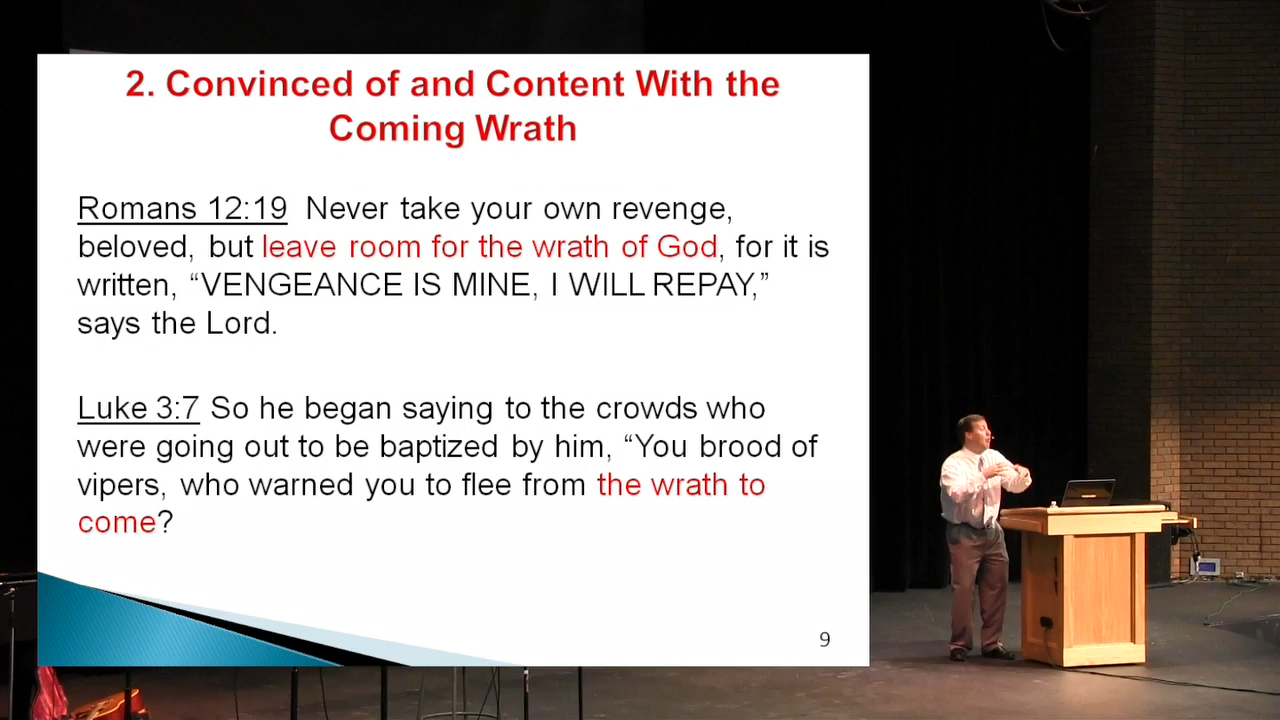 2. Convinced of and Content With the
Coming Wrath
Romans 12:19 Never take your own revenge,
beloved, but leave room for the wrath of God, for it is
written, “VENGEANCE IS MINE, I WILL REPAY,”
says the Lord.
Luke 3:7 So he began saying to the crowds who
were going out to be baptized by him, “You brood of
vipers, who warned you to flee from the wrath to
come?
9